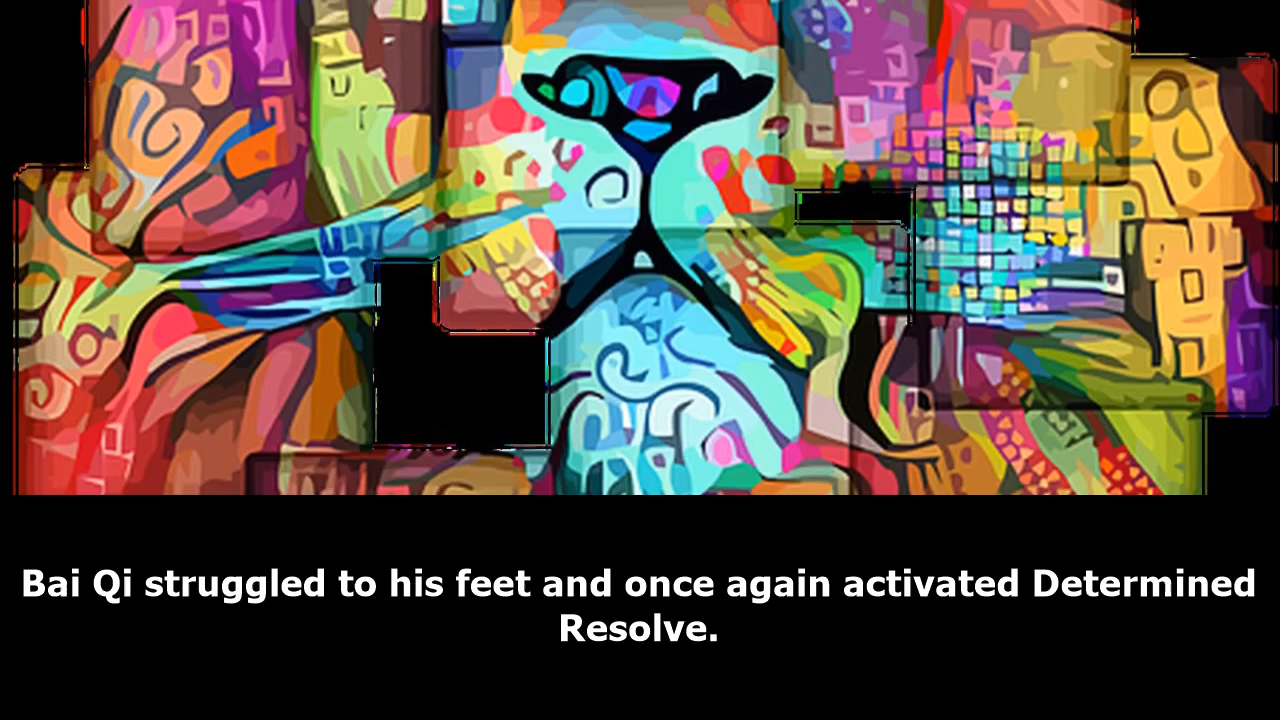 Bai Qi struggled to his feet and once again activated Determined
Resolve.